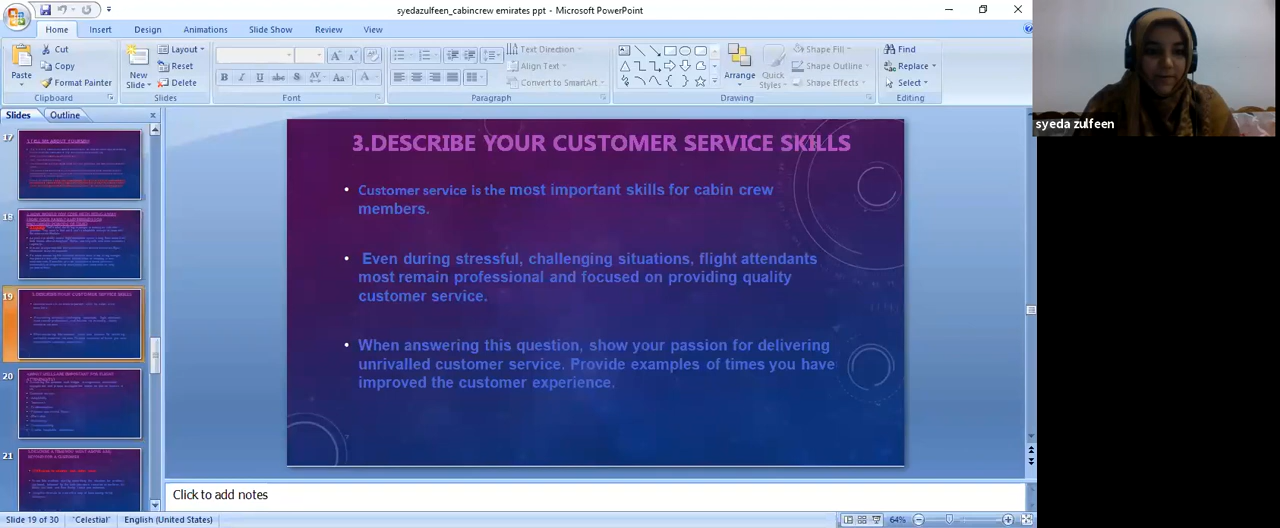 syedazulfeen_cabincrew emirates ppt - Microsoft PowerPoint
Home Insert Design Animations Slide Show Review View
Paste Cut Copy Format Painter Clipboard
New Slide Layout Reset Delete Slides
Font
Text Direction Align Text Convert to SmartArt Paragraph
Arrange Quick Styles Shape Fill Shape Outline Shape Effects Drawing
Find Replace Select Editing
Slides Outline
17
18
19
20
21
3.DESCRIBE YOUR CUSTOMER SERVICE SKILLS
• Customer service is the most important skills for cabin crew
members.
• Even during stressful, challenging situations, flight attendants
most remain professional and focused on providing quality
customer service.
• When answering this question, show your passion for delivering
unrivalled customer service. Provide examples of times you have
improved the customer experience.
Click to add notes
Slide 19 of 30 "Celestial" English (United States) 64%
syeda zulfeen